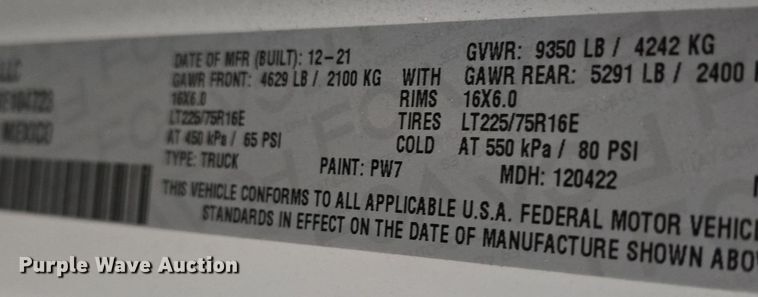 LLC
DATE OF MFR (BUILT): 12-21 GVWR: 9350 LB / 4242 KG
GAWR FRONT: 4629 LB / 2100 KG WITH GAWR REAR: 5291 LB / 2400
16X6.0 RIMS 16X6.0
LT225/75R16E TIRES LT225/75R16E
MEXICO AT 450 kPa / 65 PSI COLD AT 550 kPa / 80 PSI
TYPE: TRUCK PAINT: PW7 MDH: 120422
THIS VEHICLE CONFORMS TO ALL APPLICABLE U.S.A. FEDERAL MOTOR VEHIC
STANDARDS IN EFFECT ON THE DATE OF MANUFACTURE SHOWN ABO
Purple Wave Auction